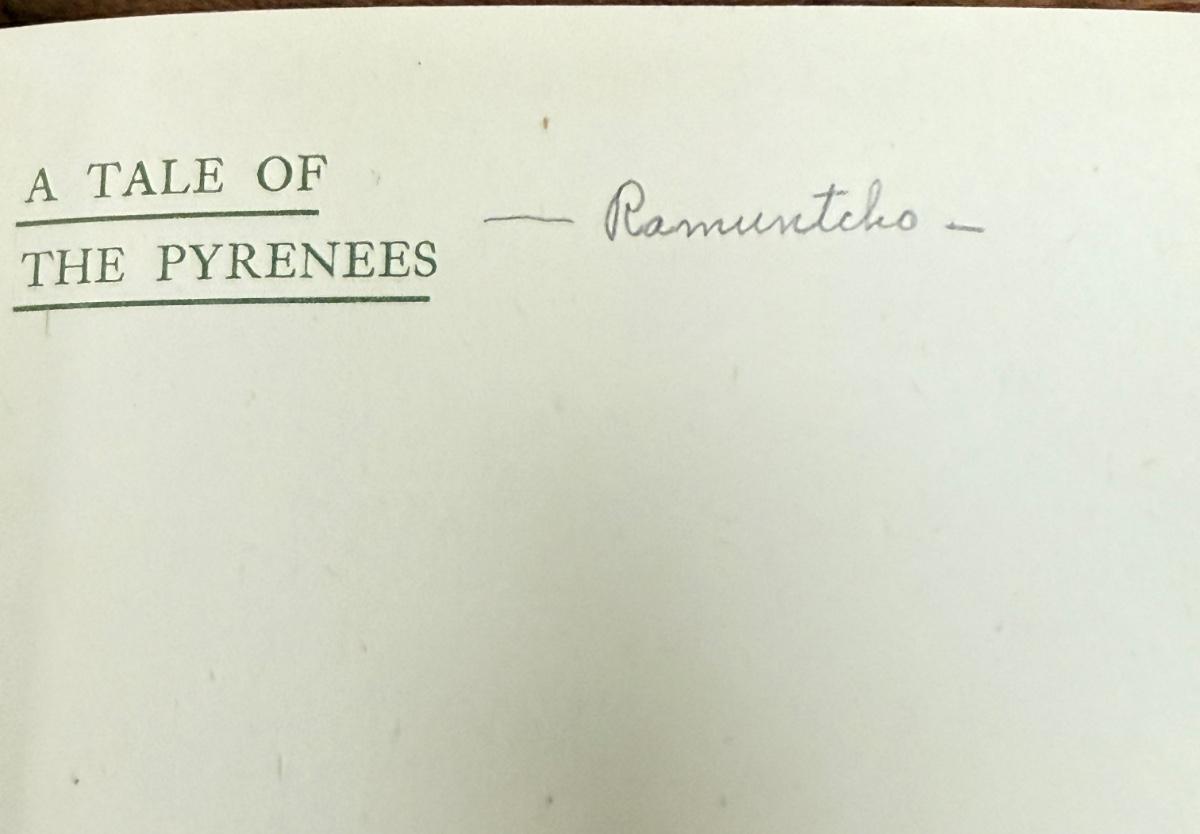 A TALE OF
THE PYRENEES
— Ramuntcho –